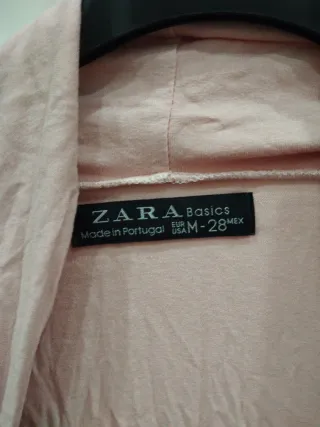 ZARA Basics
Made in Portugal EUR USA M-28 MEX